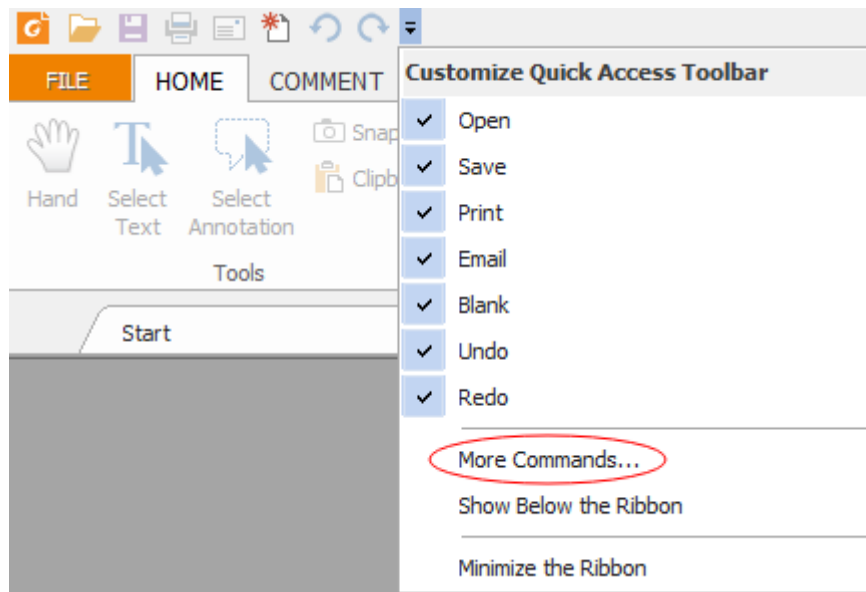 FILE
HOME
COMMENT
Customize Quick Access Toolbar
Hand
Select
Text
Select
Annotation
Tools
Start
Open
Save
Print
Email
Blank
Undo
Redo
More Commands...
Show Below the Ribbon
Minimize the Ribbon